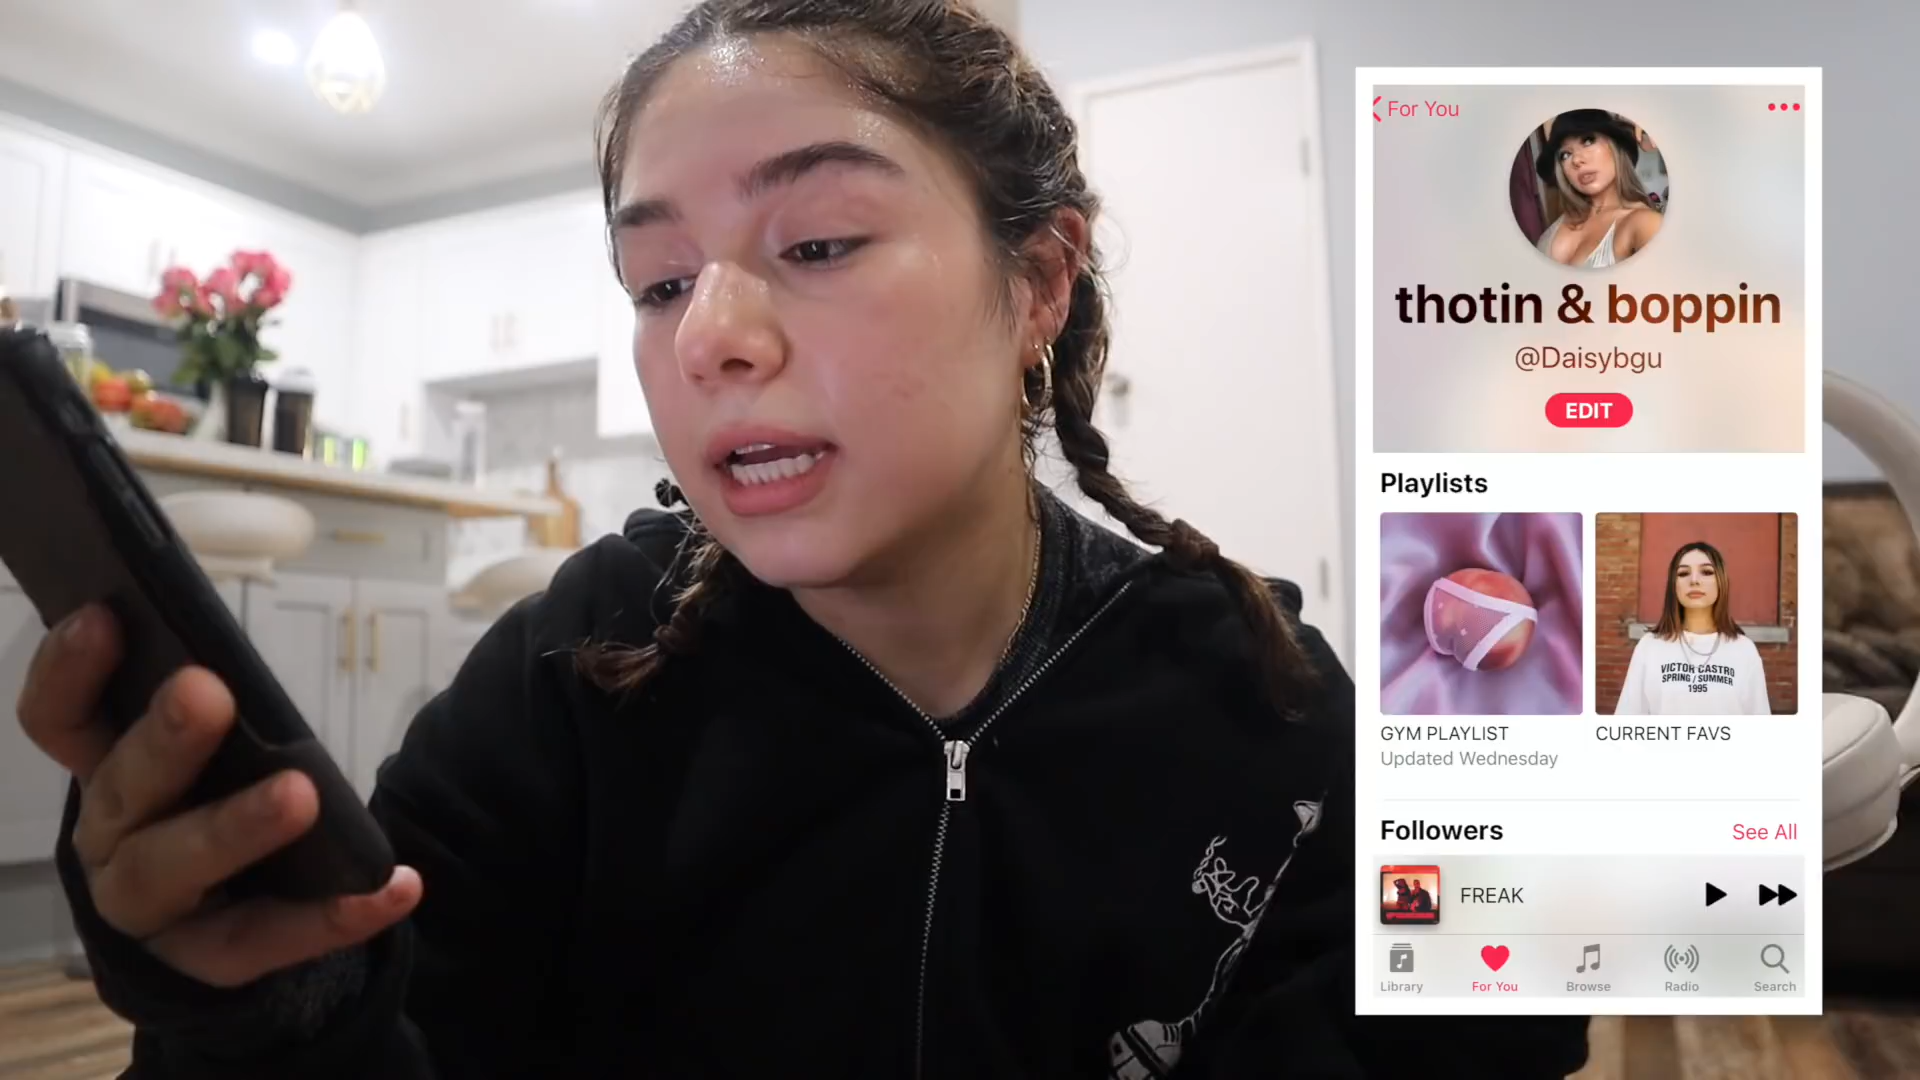 For You
thotin & boppin
@Daisybgu
EDIT
Playlists
VICTOR CASTRO
SPRING / SUMMER
1995
GYM PLAYLIST
CURRENT FAVS
Updated Wednesday
Followers
See All
FREAK
Library
For You
Browse
Radio
Search